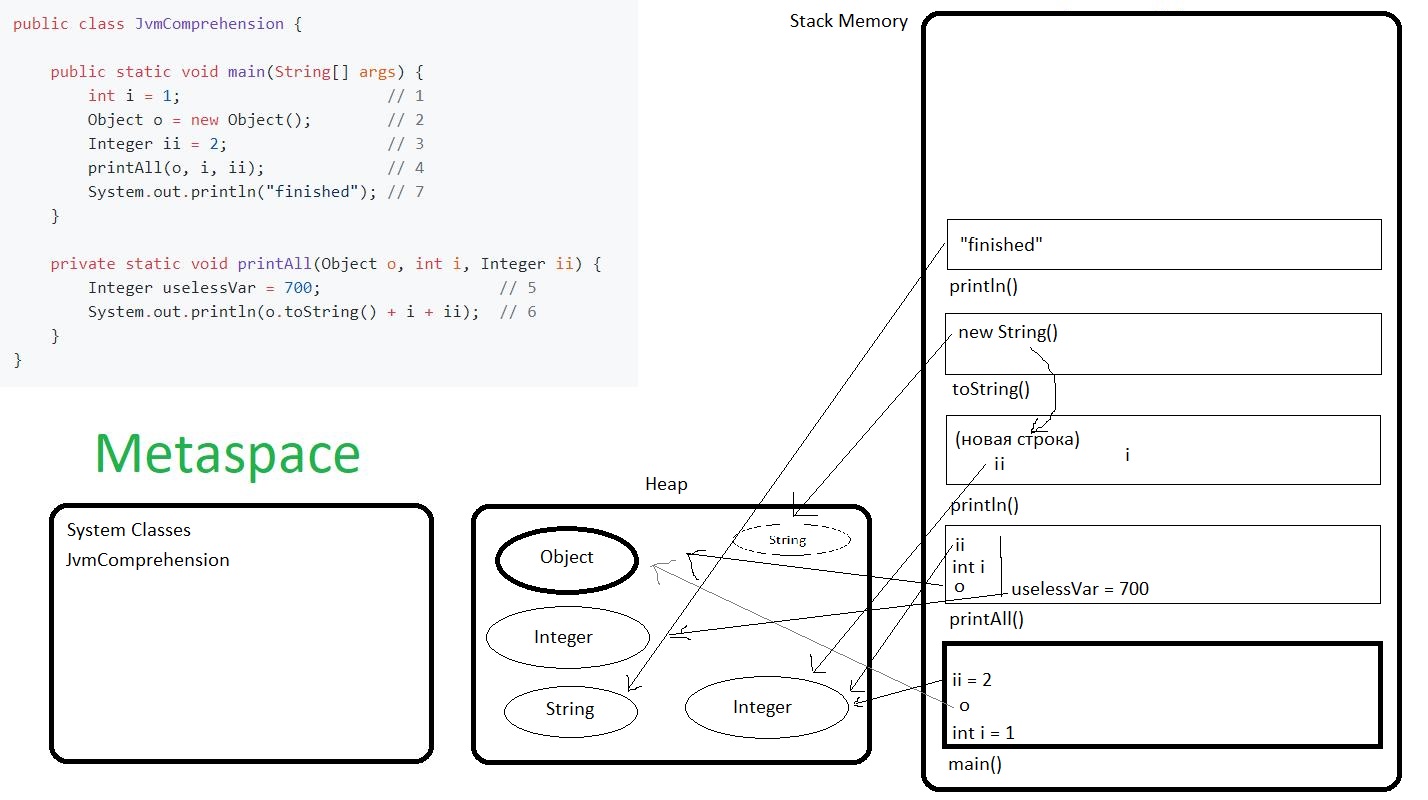 public class JvmComprehension {
public static void main(String[] args) {
int i = 1; // 1
Object o = new Object(); // 2
Integer ii = 2; // 3
printAll(o, i, ii); // 4
System.out.println("finished"); // 7
}
private static void printAll(Object o, int i, Integer ii) {
Integer uselessVar = 700; // 5
System.out.println(o.toString() + i + ii); // 6
}
}
Metaspace
System Classes
JvmComprehension
Heap
Object
String
Integer
String
Integer
Stack Memory
"finished"
println()
new String()
toString()
(новая строка)
i
ii
println()
ii
int i
o
uselessVar = 700
printAll()
ii = 2
o
int i = 1
main()